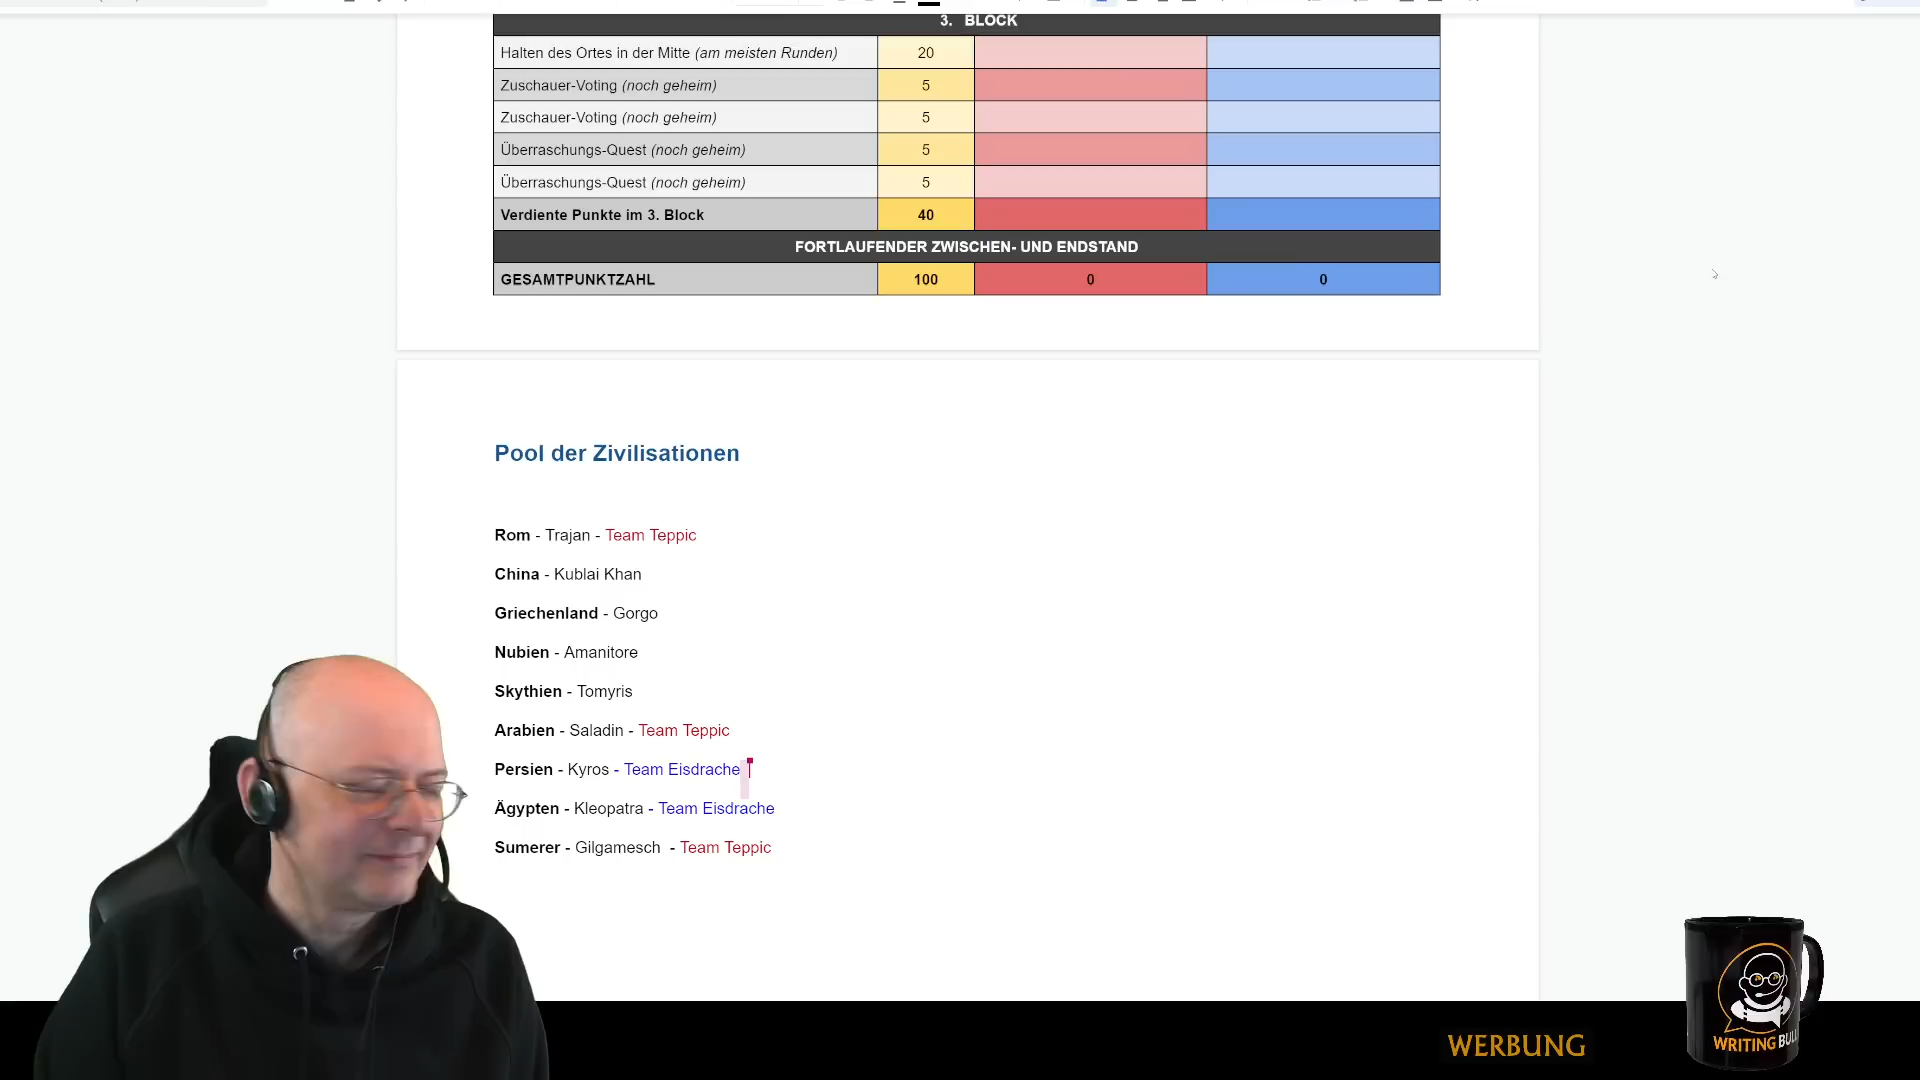 3. BLOCK
Halten des Ortes in der Mitte (am meisten Runden) 20
Zuschauer-Voting (noch geheim) 5
Zuschauer-Voting (noch geheim) 5
Überraschungs-Quest (noch geheim) 5
Überraschungs-Quest (noch geheim) 5
Verdiente Punkte im 3. Block 40
FORTLAUFENDER ZWISCHEN- UND ENDSTAND
GESAMTPUNKTZAHL 100 0 0
Pool der Zivilisationen
Rom - Trajan - Team Teppic
China - Kublai Khan
Griechenland - Gorgo
Nubien - Amanitore
Skythien - Tomyris
Arabien - Saladin - Team Teppic
Persien - Kyros - Team Eisdrache
Ägypten - Kleopatra - Team Eisdrache
Sumerer - Gilgamesch - Team Teppic
WERBUNG
WRITING BUL